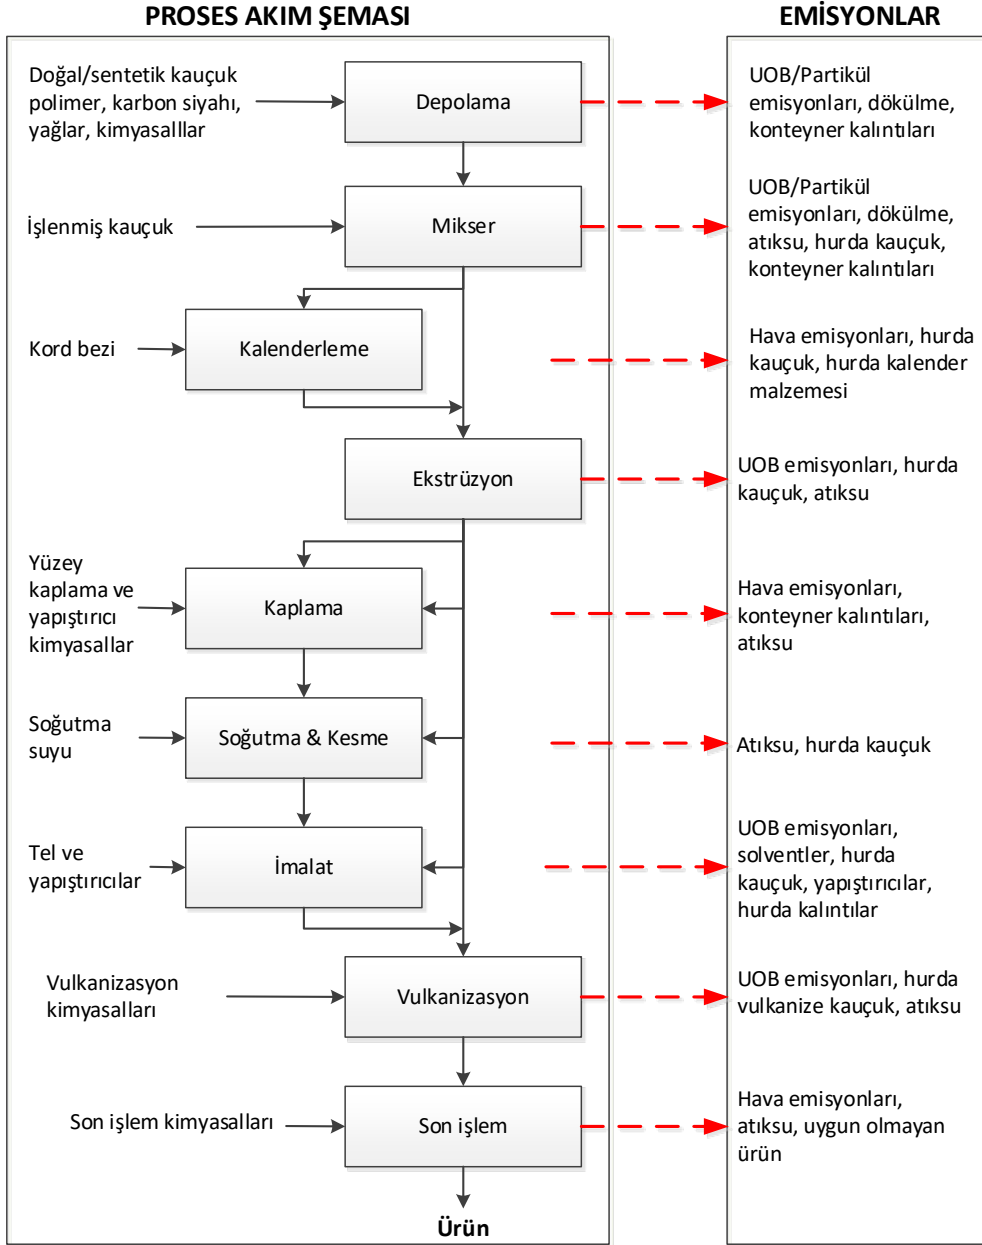 PROSES AKIM ŞEMASI
EMİSYONLAR
Doğal/sentetik kauçuk
polimer, karbon siyahı,
yağlar, kimyasalllar
Depolama
UOB/Partikül
emisyonları, dökülme,
konteyner kalıntıları
İşlenmiş kauçuk
Mikser
UOB/Partikül
emisyonları, dökülme,
atıksu, hurda kauçuk,
konteyner kalıntıları
Kord bezi
Kalenderleme
Hava emisyonları, hurda
kauçuk, hurda kalender
malzemesi
Ekstrüzyon
UOB emisyonları, hurda
kauçuk, atıksu
Yüzey
kaplama ve
yapıştırıcı
kimyasallar
Kaplama
Hava emisyonları,
konteyner kalıntıları,
atıksu
Soğutma
suyu
Soğutma & Kesme
Atıksu, hurda kauçuk
Tel ve
yapıştırıcılar
İmalat
UOB emisyonları,
solventler, hurda
kauçuk, yapıştırıcılar,
hurda kalıntılar
Vulkanizasyon
kimyasalları
Vulkanizasyon
UOB emisyonları, hurda
vulkanize kauçuk, atıksu
Son işlem kimyasalları
Son işlem
Hava emisyonları,
atıksu, uygun olmayan
ürün
Ürün